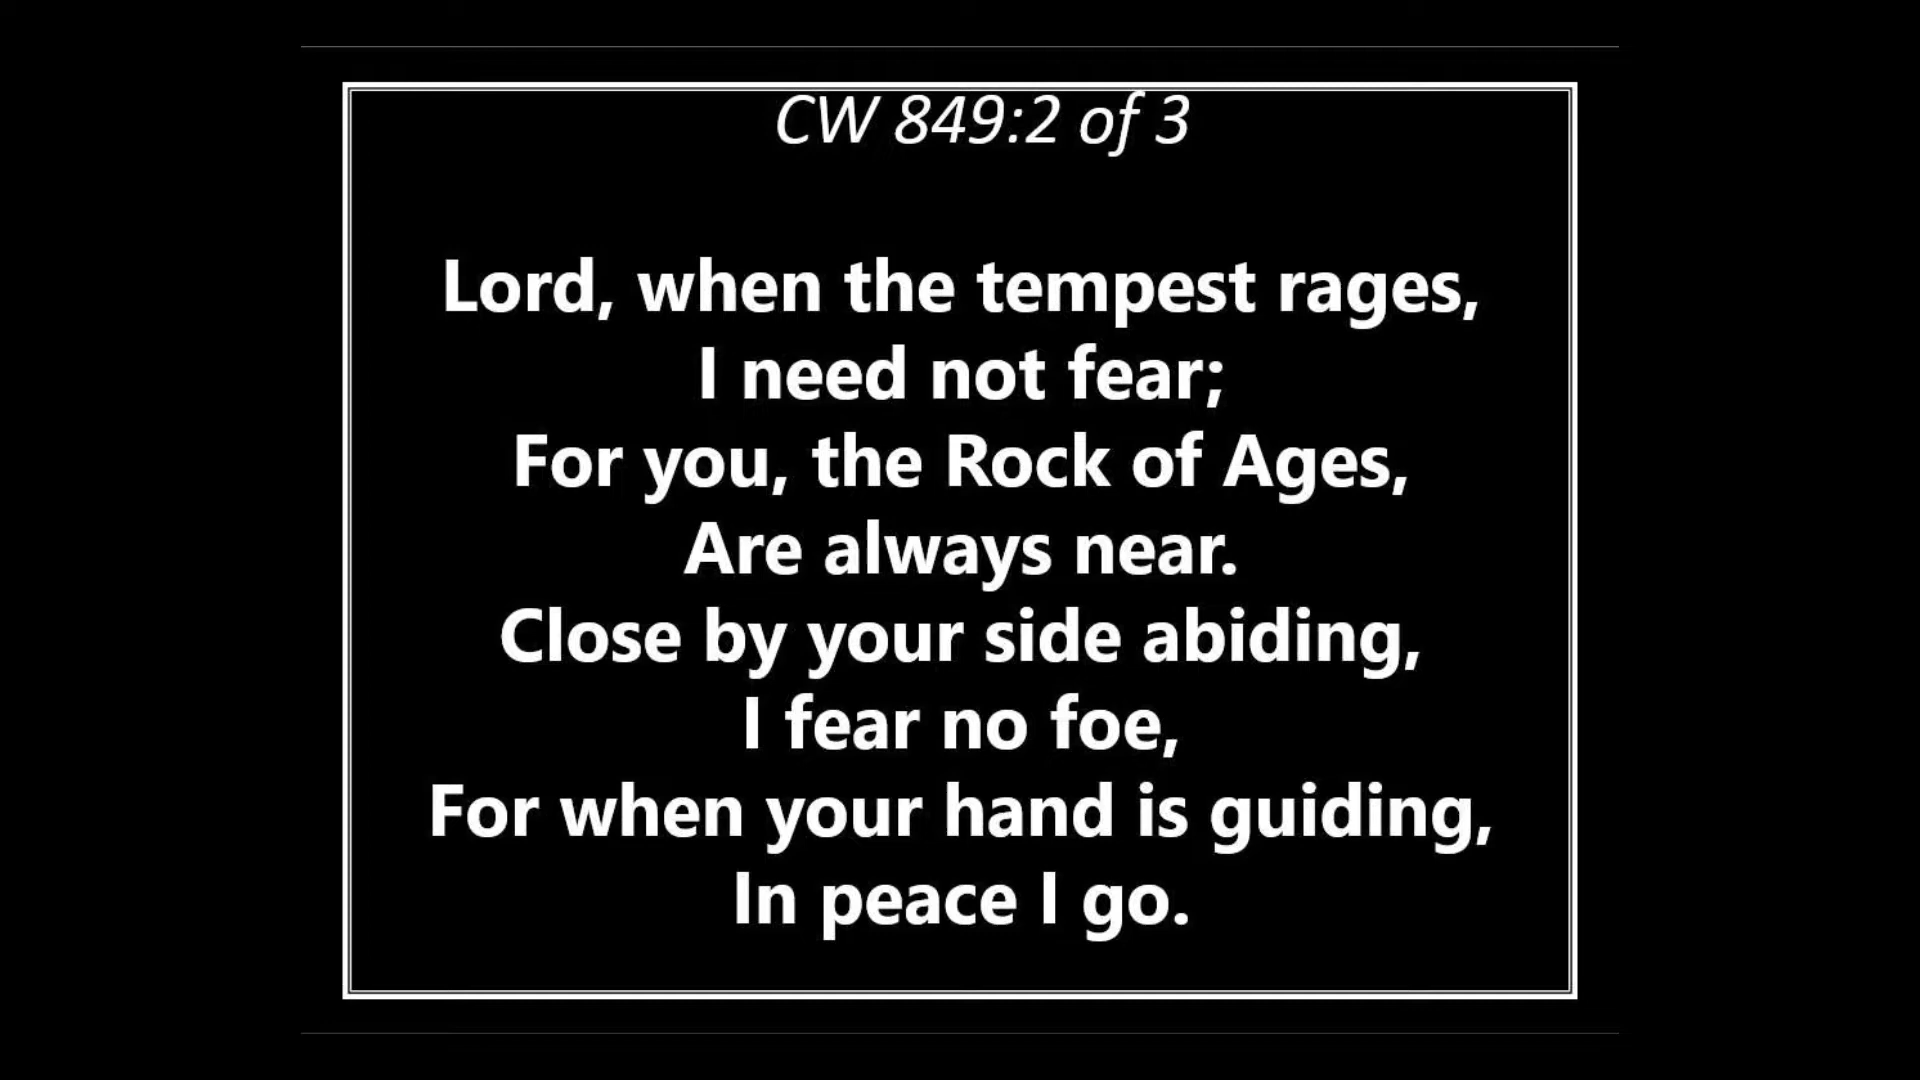 CW 849:2 of 3
Lord, when the tempest rages,
I need not fear;
For you, the Rock of Ages,
Are always near.
Close by your side abiding,
I fear no foe,
For when your hand is guiding,
In peace I go.